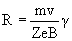 R = mv/ZeB γ